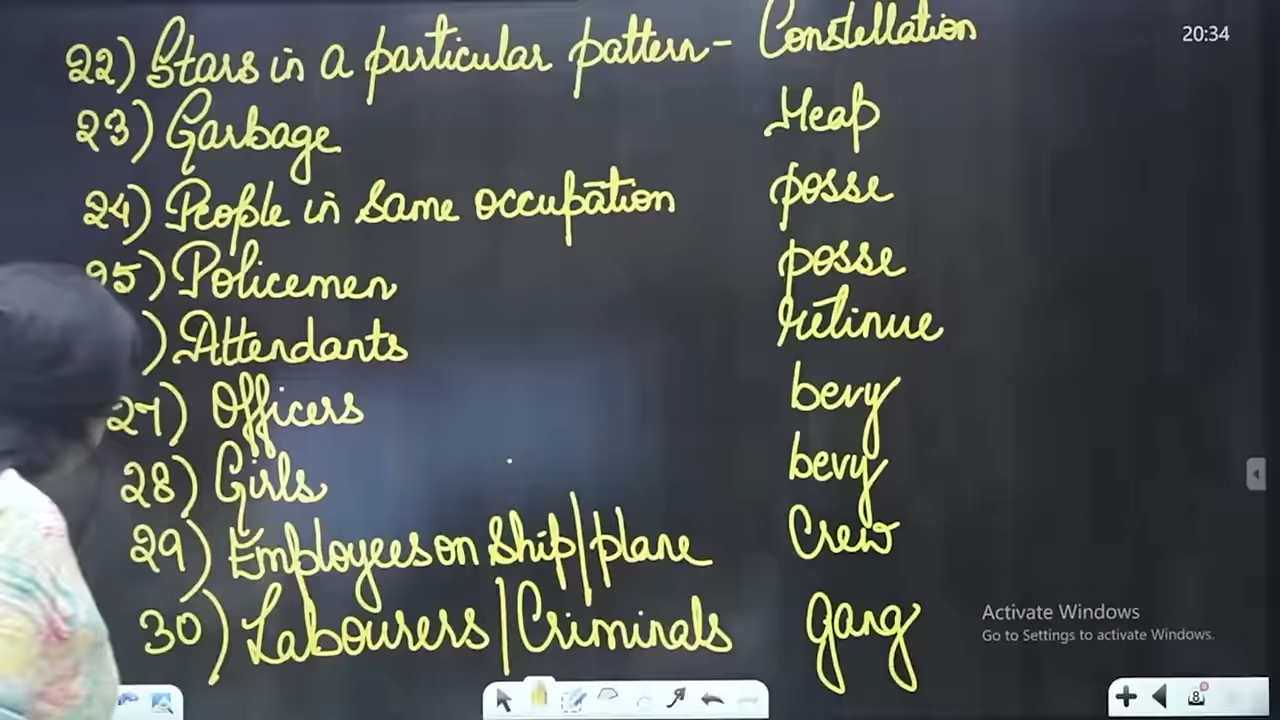 22) Stars in a particular pattern - Constellation
20:34
23) Garbage Heap
24) People in same occupation posse
25) Policemen posse
) Attendants retinue
27) Officers bevy
28) Girls bevy
29) Employees on ship/plane Crew
30) Labourers/Criminals gang
Activate Windows
Go to Settings to activate Windows.
8